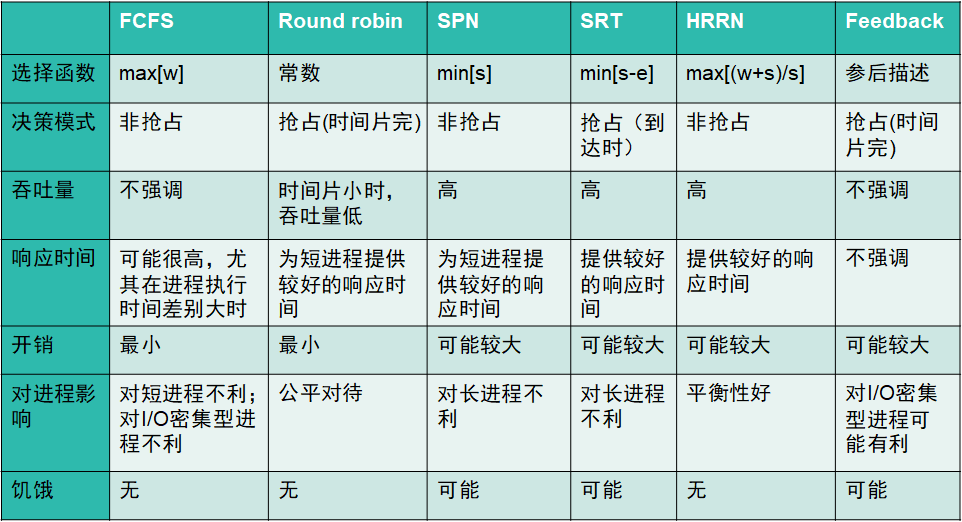 FCFS Round robin SPN SRT HRRN Feedback
选择函数 max[w] 常数 min[s] min[s-e] max[(w+s)/s] 参后描述
决策模式 非抢占 抢占(时间片完) 非抢占 抢占（到达时） 非抢占 抢占(时间片完)
吞吐量 不强调 时间片小时，吞吐量低 高 高 高 不强调
响应时间 可能很高，尤其在进程执行时间差别大时 为短进程提供较好的响应时间 为短进程提供较好的响应时间 提供较好的响应时间 提供较好的响应时间 不强调
开销 最小 最小 可能较大 可能较大 可能较大 可能较大
对进程影响 对短进程不利；对I/O密集型进程不利 公平对待 对长进程不利 对长进程不利 平衡性好 对I/O密集型进程可能有利
饥饿 无 无 可能 可能 无 可能